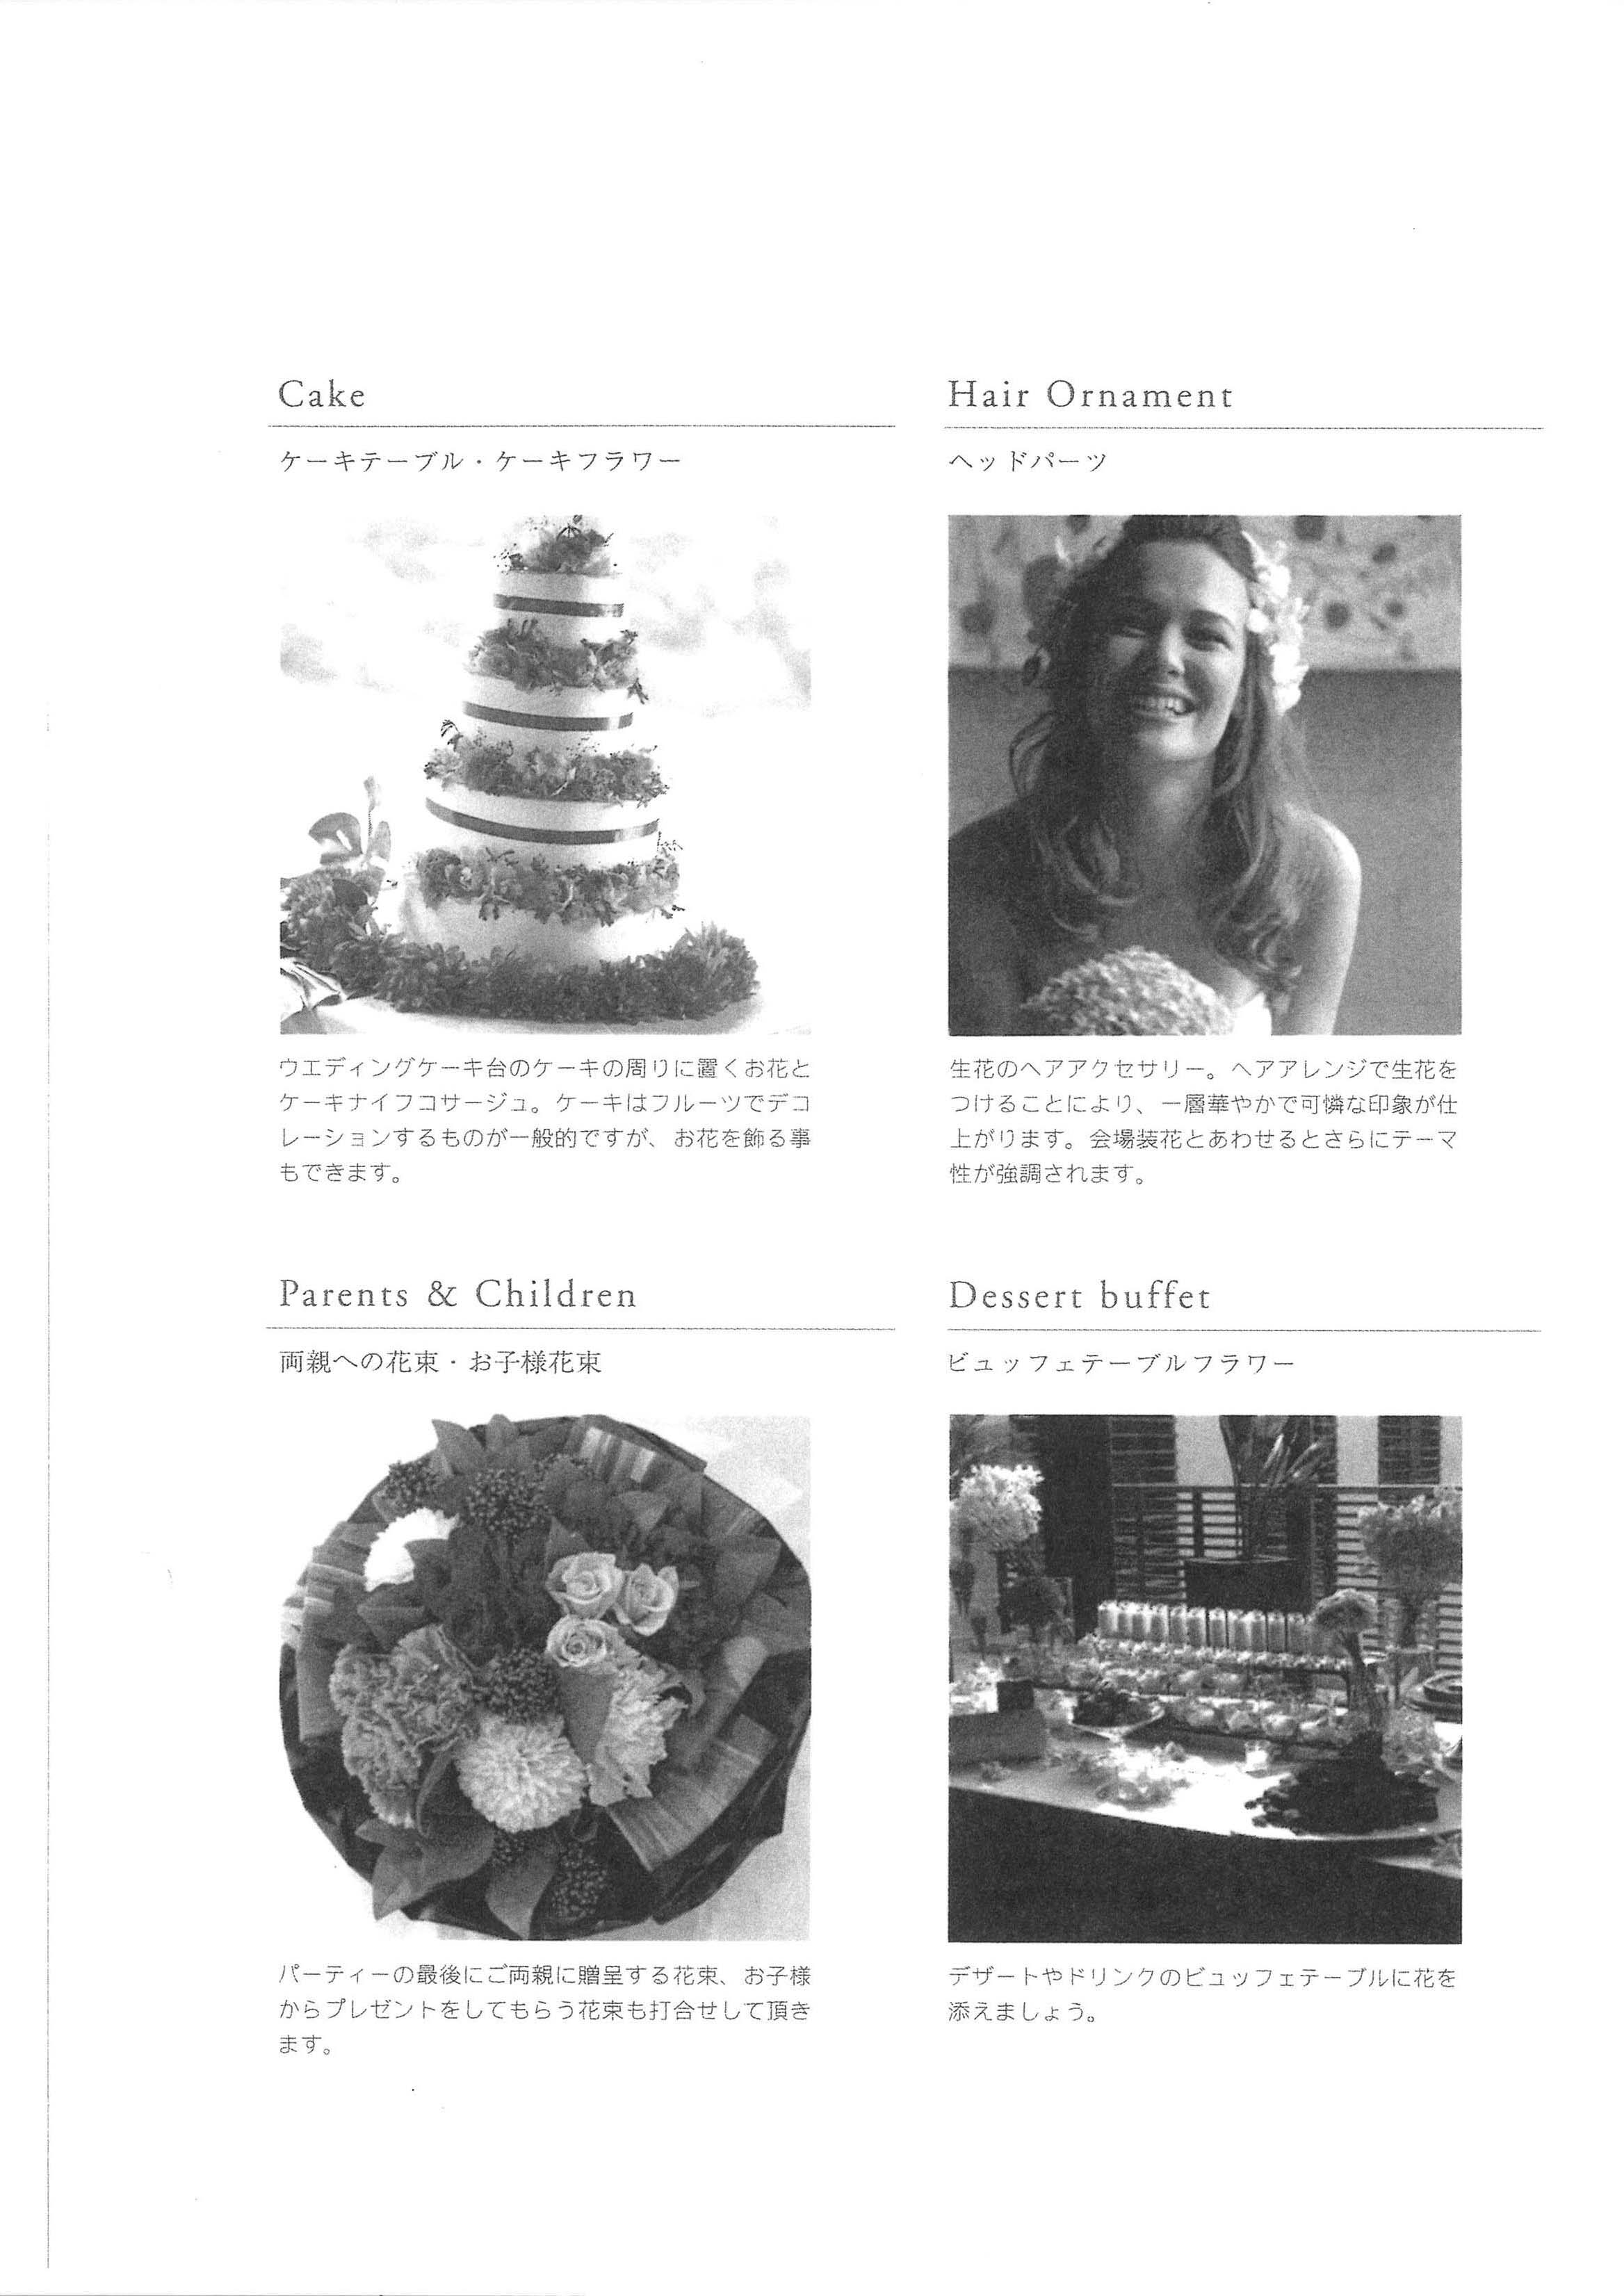 Cake
ケーキテーブル・ケーキフラワー
ウエディングケーキ台のケーキの周りに置くお花と
ケーキナイフコサージュ。ケーキはフルーツでデコ
レーションするものが一般的ですが、お花を飾る事
もできます。
Hair Ornament
ヘッドパーツ
生花のヘアアクセサリー。ヘアアレンジで生花を
つけることにより、一層華やかで可憐な印象が仕
上がります。会場装花とあわせるとさらにテーマ
性が強調されます。
Parents & Children
両親への花束・お子様花束
パーティーの最後にご両親に贈呈する花束、お子様
からプレゼントをしてもらう花束も打合せして頂き
ます。
Dessert buffet
ビュッフェテーブルフラワー
デザートやドリンクのビュッフェテーブルに花を
添えましょう。